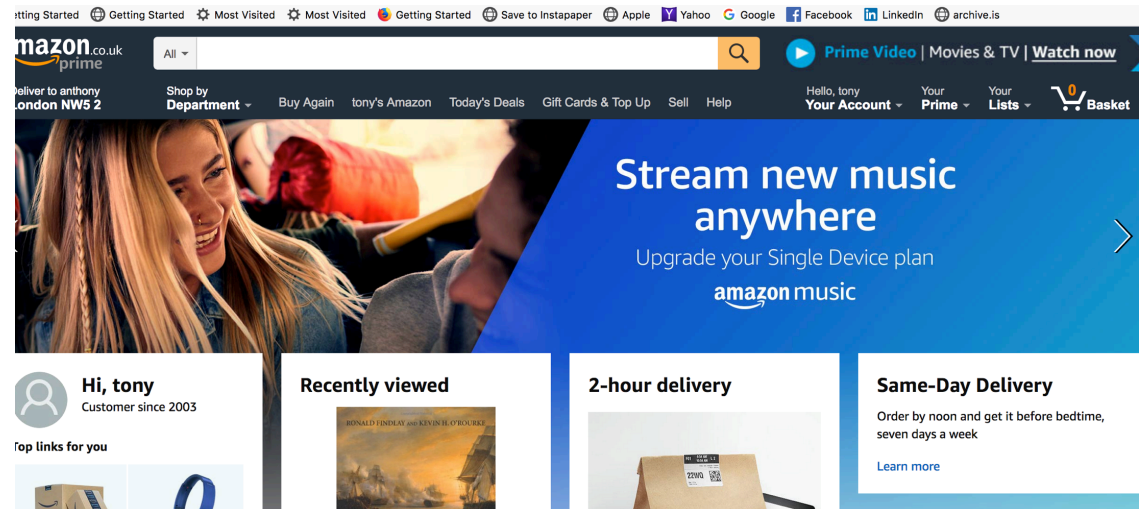 etting Started Getting Started Most Visited Most Visited Getting Started Save to Instapaper Apple Yahoo Google Facebook LinkedIn archive.is
mazon.co.uk
prime
All
Prime Video | Movies & TV | Watch now
Deliver to anthony
London NW5 2
Shop by
Department
Buy Again tony's Amazon Today's Deals Gift Cards & Top Up Sell Help
Hello, tony
Your Account
Your
Prime
Your
Lists
0
Basket
Stream new music
anywhere
Upgrade your Single Device plan
amazon music
Hi, tony
Customer since 2003
Top links for you
Recently viewed
RONALD FINDLAY AND KEVIN H. O'ROURKE
2-hour delivery
22WQ
Same-Day Delivery
Order by noon and get it before bedtime,
seven days a week
Learn more